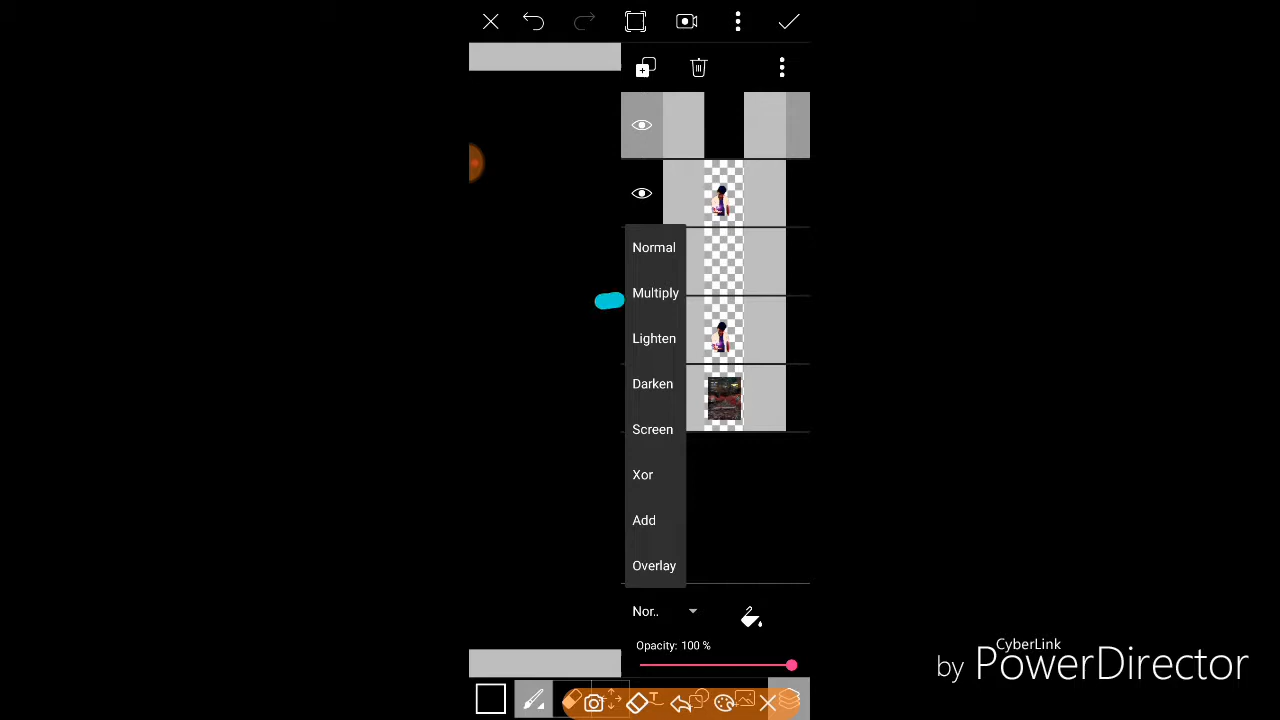 Normal
Multiply
Lighten
Darken
Screen
Xor
Add
Overlay
Nor..
Opacity: 100 %
T
CyberLink
by PowerDirector